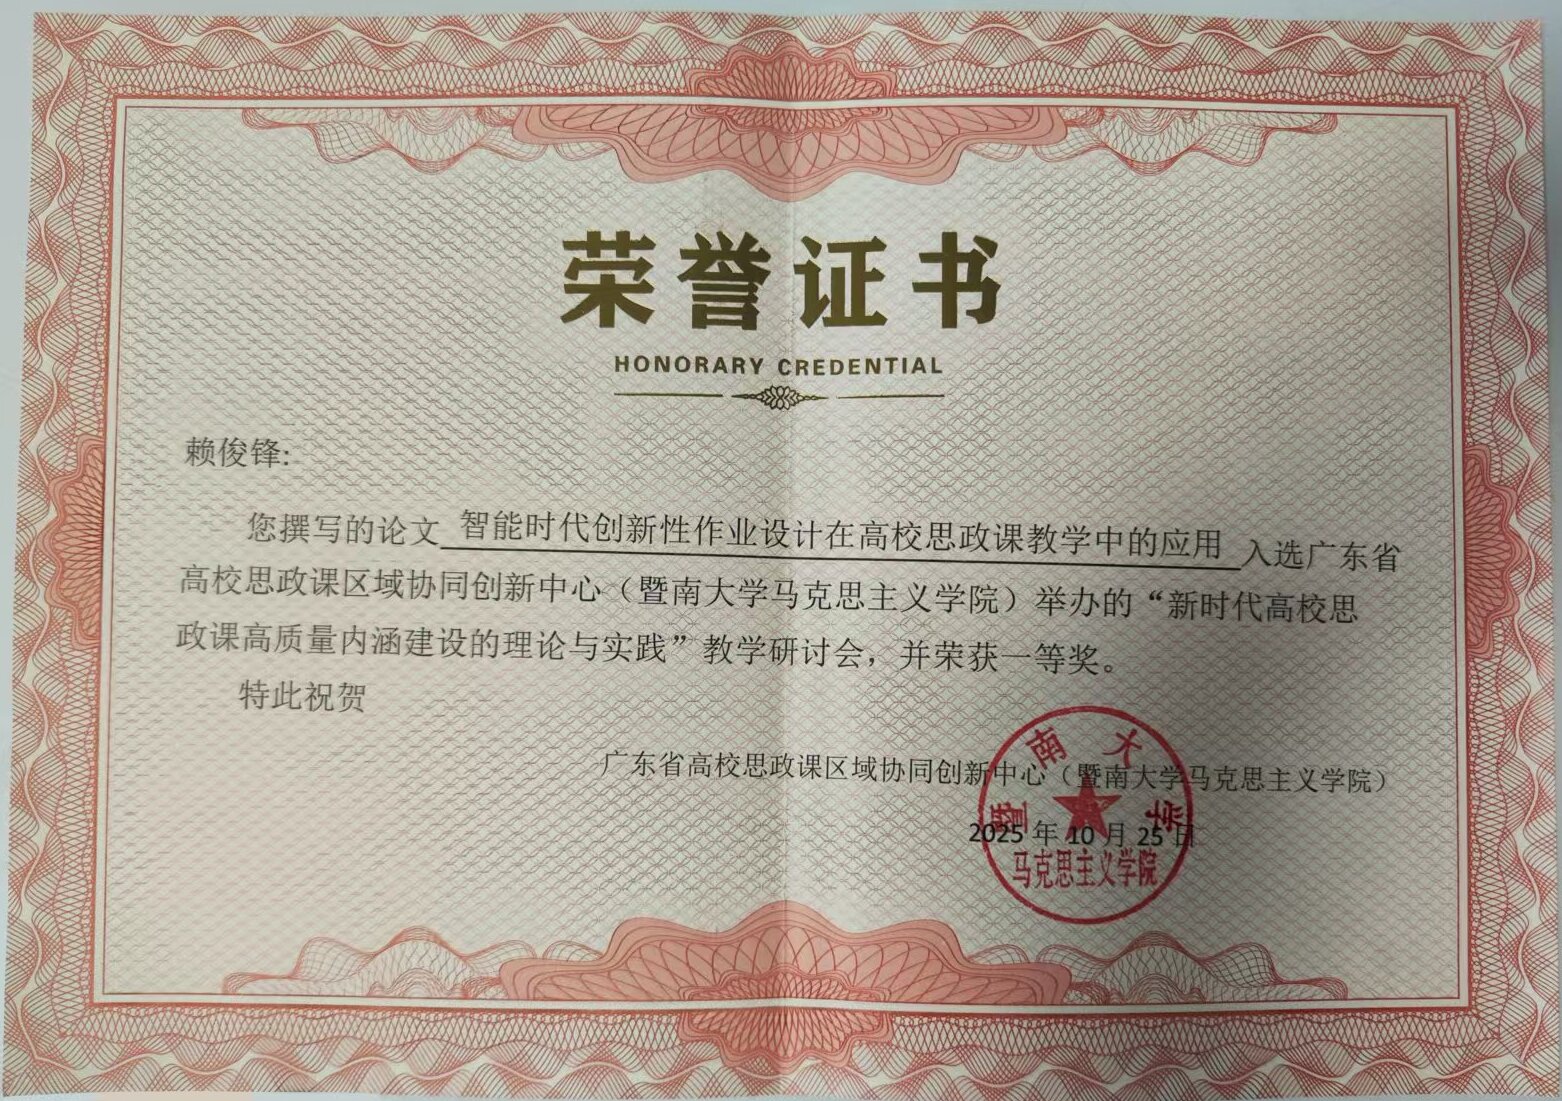 荣誉证书
HONORARY CREDENTIAL
赖俊锋:
您撰写的论文 智能时代创新性作业设计在高校思政课教学中的应用 入选广东省
高校思政课区域协同创新中心（暨南大学马克思主义学院）举办的“新时代高校思
政课高质量内涵建设的理论与实践”教学研讨会，并荣获一等奖。
特此祝贺
广东省高校思政课区域协同创新中心（暨南大学马克思主义学院）
2025 年 10 月 25 日
暨南大学
马克思主义学院